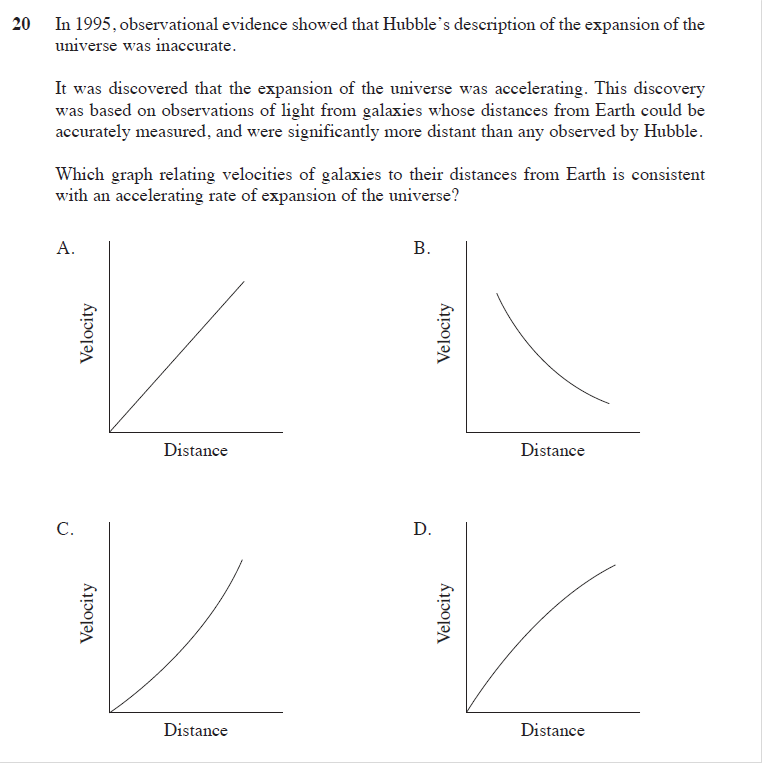 20 In 1995, observational evidence showed that Hubble's description of the expansion of the
universe was inaccurate.
It was discovered that the expansion of the universe was accelerating. This discovery
was based on observations of light from galaxies whose distances from Earth could be
accurately measured, and were significantly more distant than any observed by Hubble.
Which graph relating velocities of galaxies to their distances from Earth is consistent
with an accelerating rate of expansion of the universe?
A.
Velocity
Distance
B.
Velocity
Distance
C.
Velocity
Distance
D.
Velocity
Distance